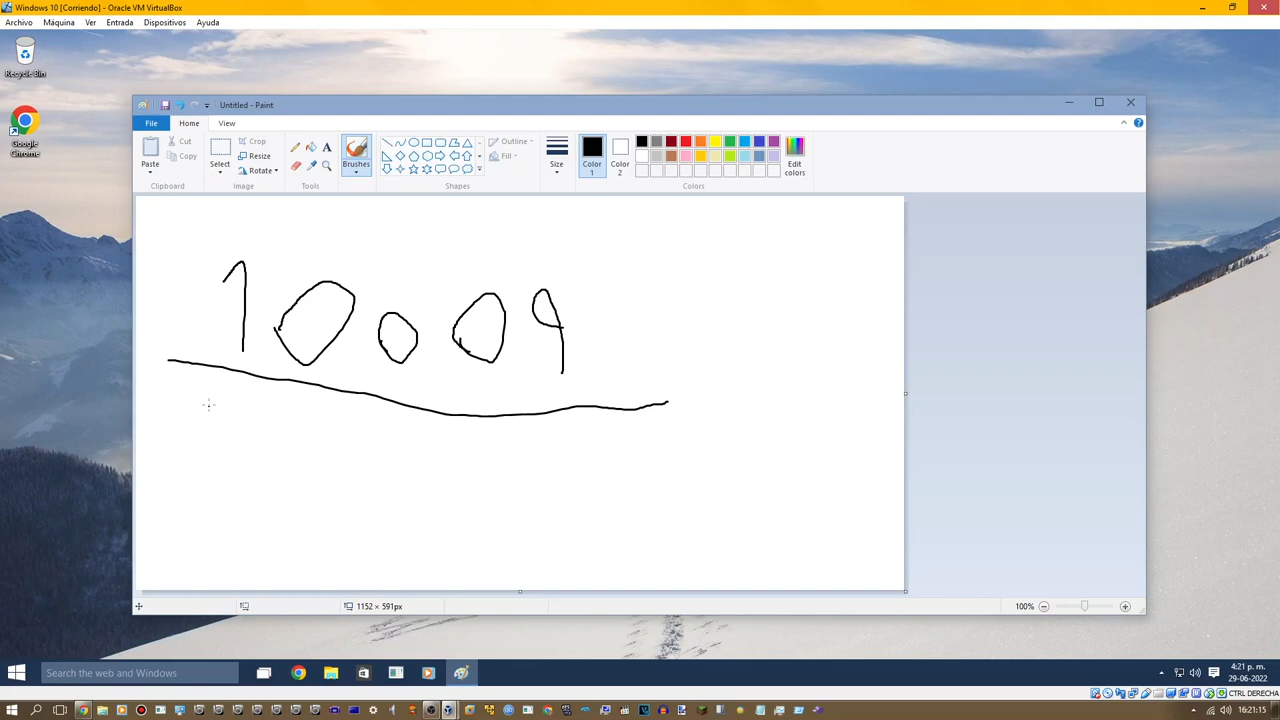 Windows 10 [Corriendo] - Oracle VM VirtualBox
Archivo Máquina Ver Entrada Dispositivos Ayuda
Recycle Bin
Google
Chrome
Untitled - Paint
File Home View
Paste
Cut
Copy
Clipboard
Select
Crop
Resize
Rotate
Image
A
Tools
Brushes
Outline
Fill
Shapes
Size
Color
1
Color
2
Edit
colors
Colors
10.09
1152 × 591px
100%
Search the web and Windows
4:21 p. m.
29-06-2022
CTRL DERECHA
16:21:15